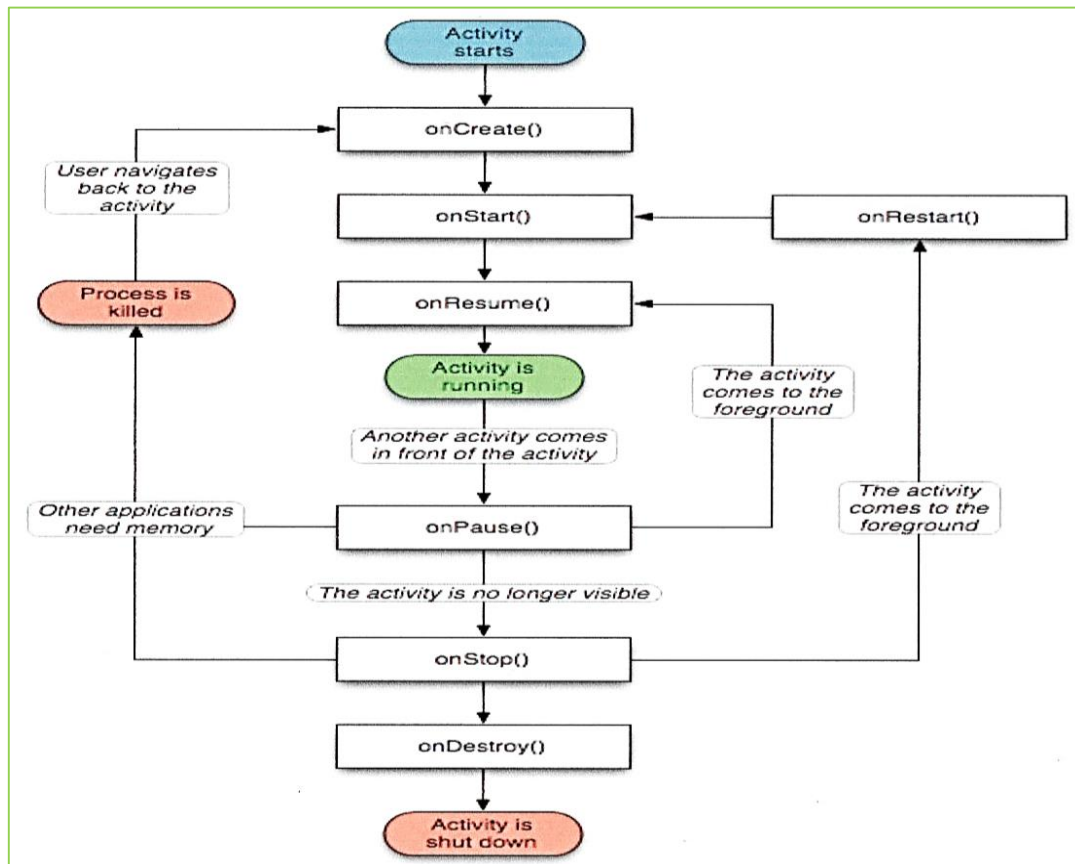 Activity
starts
onCreate()
User navigates
back to the
activity
onStart()
onRestart()
Process is
killed
onResume()
Activity is
running
The activity
comes to the
foreground
Another activity comes
in front of the activity
Other applications
need memory
The activity
comes to the
foreground
onPause()
The activity is no longer visible
onStop()
onDestroy()
Activity is
shut down